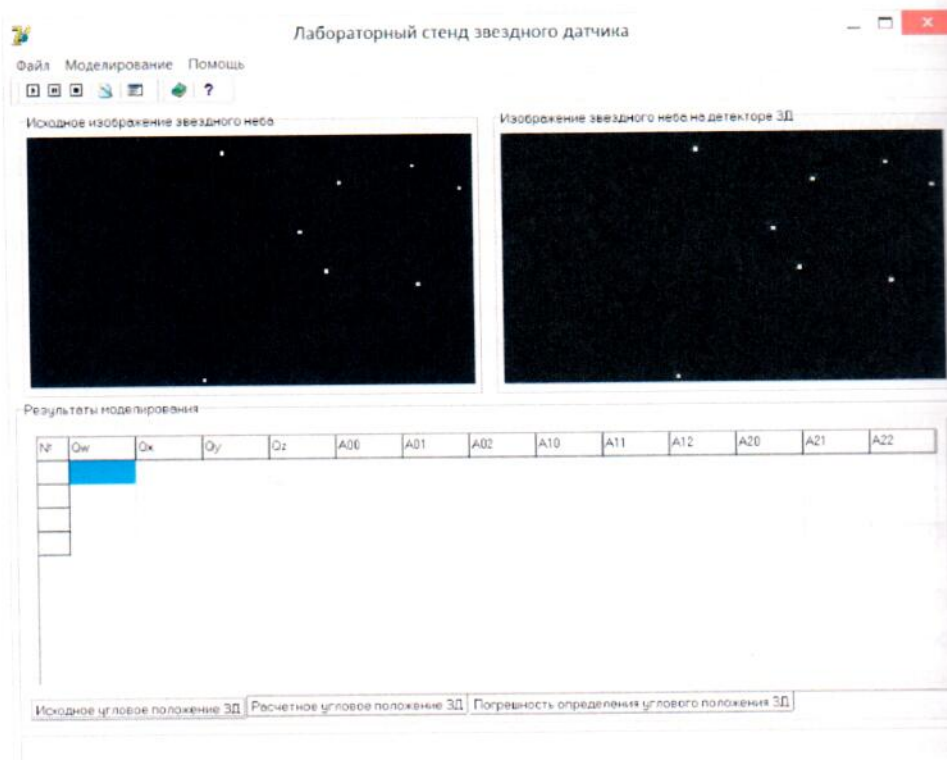 Лабораторный стенд звездного датчика
Файл Моделирование Помощь
?
Исходное изображение звездного неба
Изображение звездного неба на детекторе ЗД
Результаты моделирования
№ Qw Qx Qy Qz A00 A01 A02 A10 A11 A12 A20 A21 A22
Исходное угловое положение ЗД Расчетное угловое положение ЗД Погрешность определения углового положения ЗД